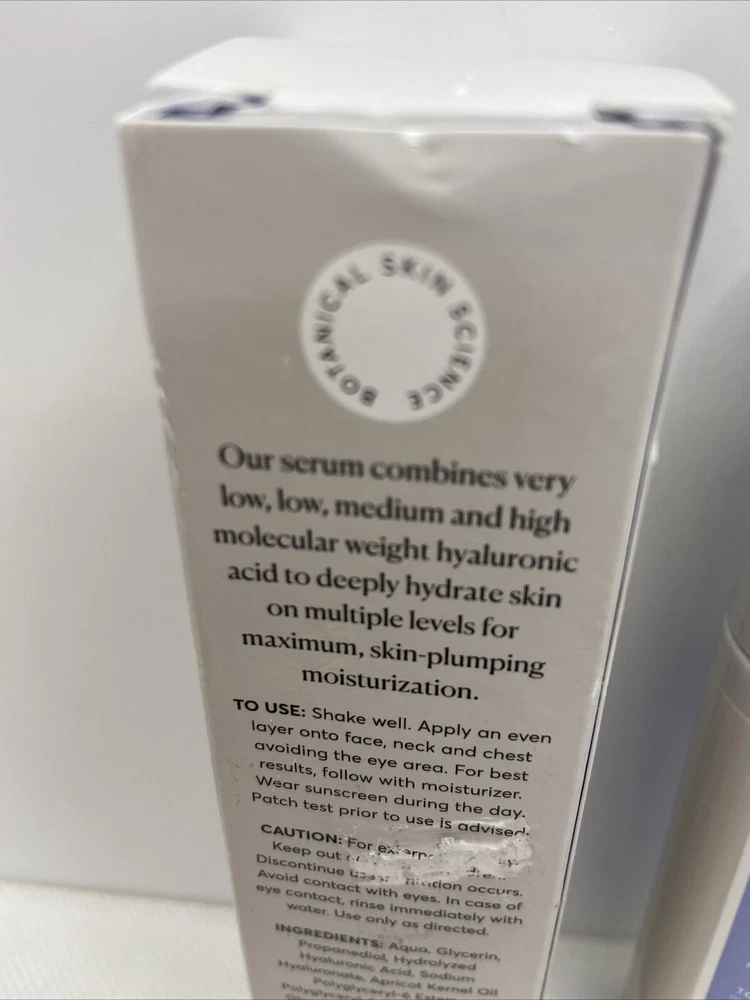 BOTANICAL SKIN SCIENCE
Our serum combines very
low, low, medium and high
molecular weight hyaluronic
acid to deeply hydrate skin
on multiple levels for
maximum, skin-plumping
moisturization.
TO USE: Shake well. Apply an even
layer onto face, neck and chest
avoiding the eye area. For best
results, follow with moisturizer.
Wear sunscreen during the day.
Patch test prior to use is advised.
CAUTION: For
Keep out
Discontinue occurs.
Avoid contact with eyes. In case of
eye contact, rinse immediately with
water. Use only as directed.
INGREDIENTS: Aqua, Glycerin,
Propanediol, Hydrolyzed
Hyaluronic Acid, Sodium
Hyaluronate, Apricot Kernel Oil
Polyglyceryl-6